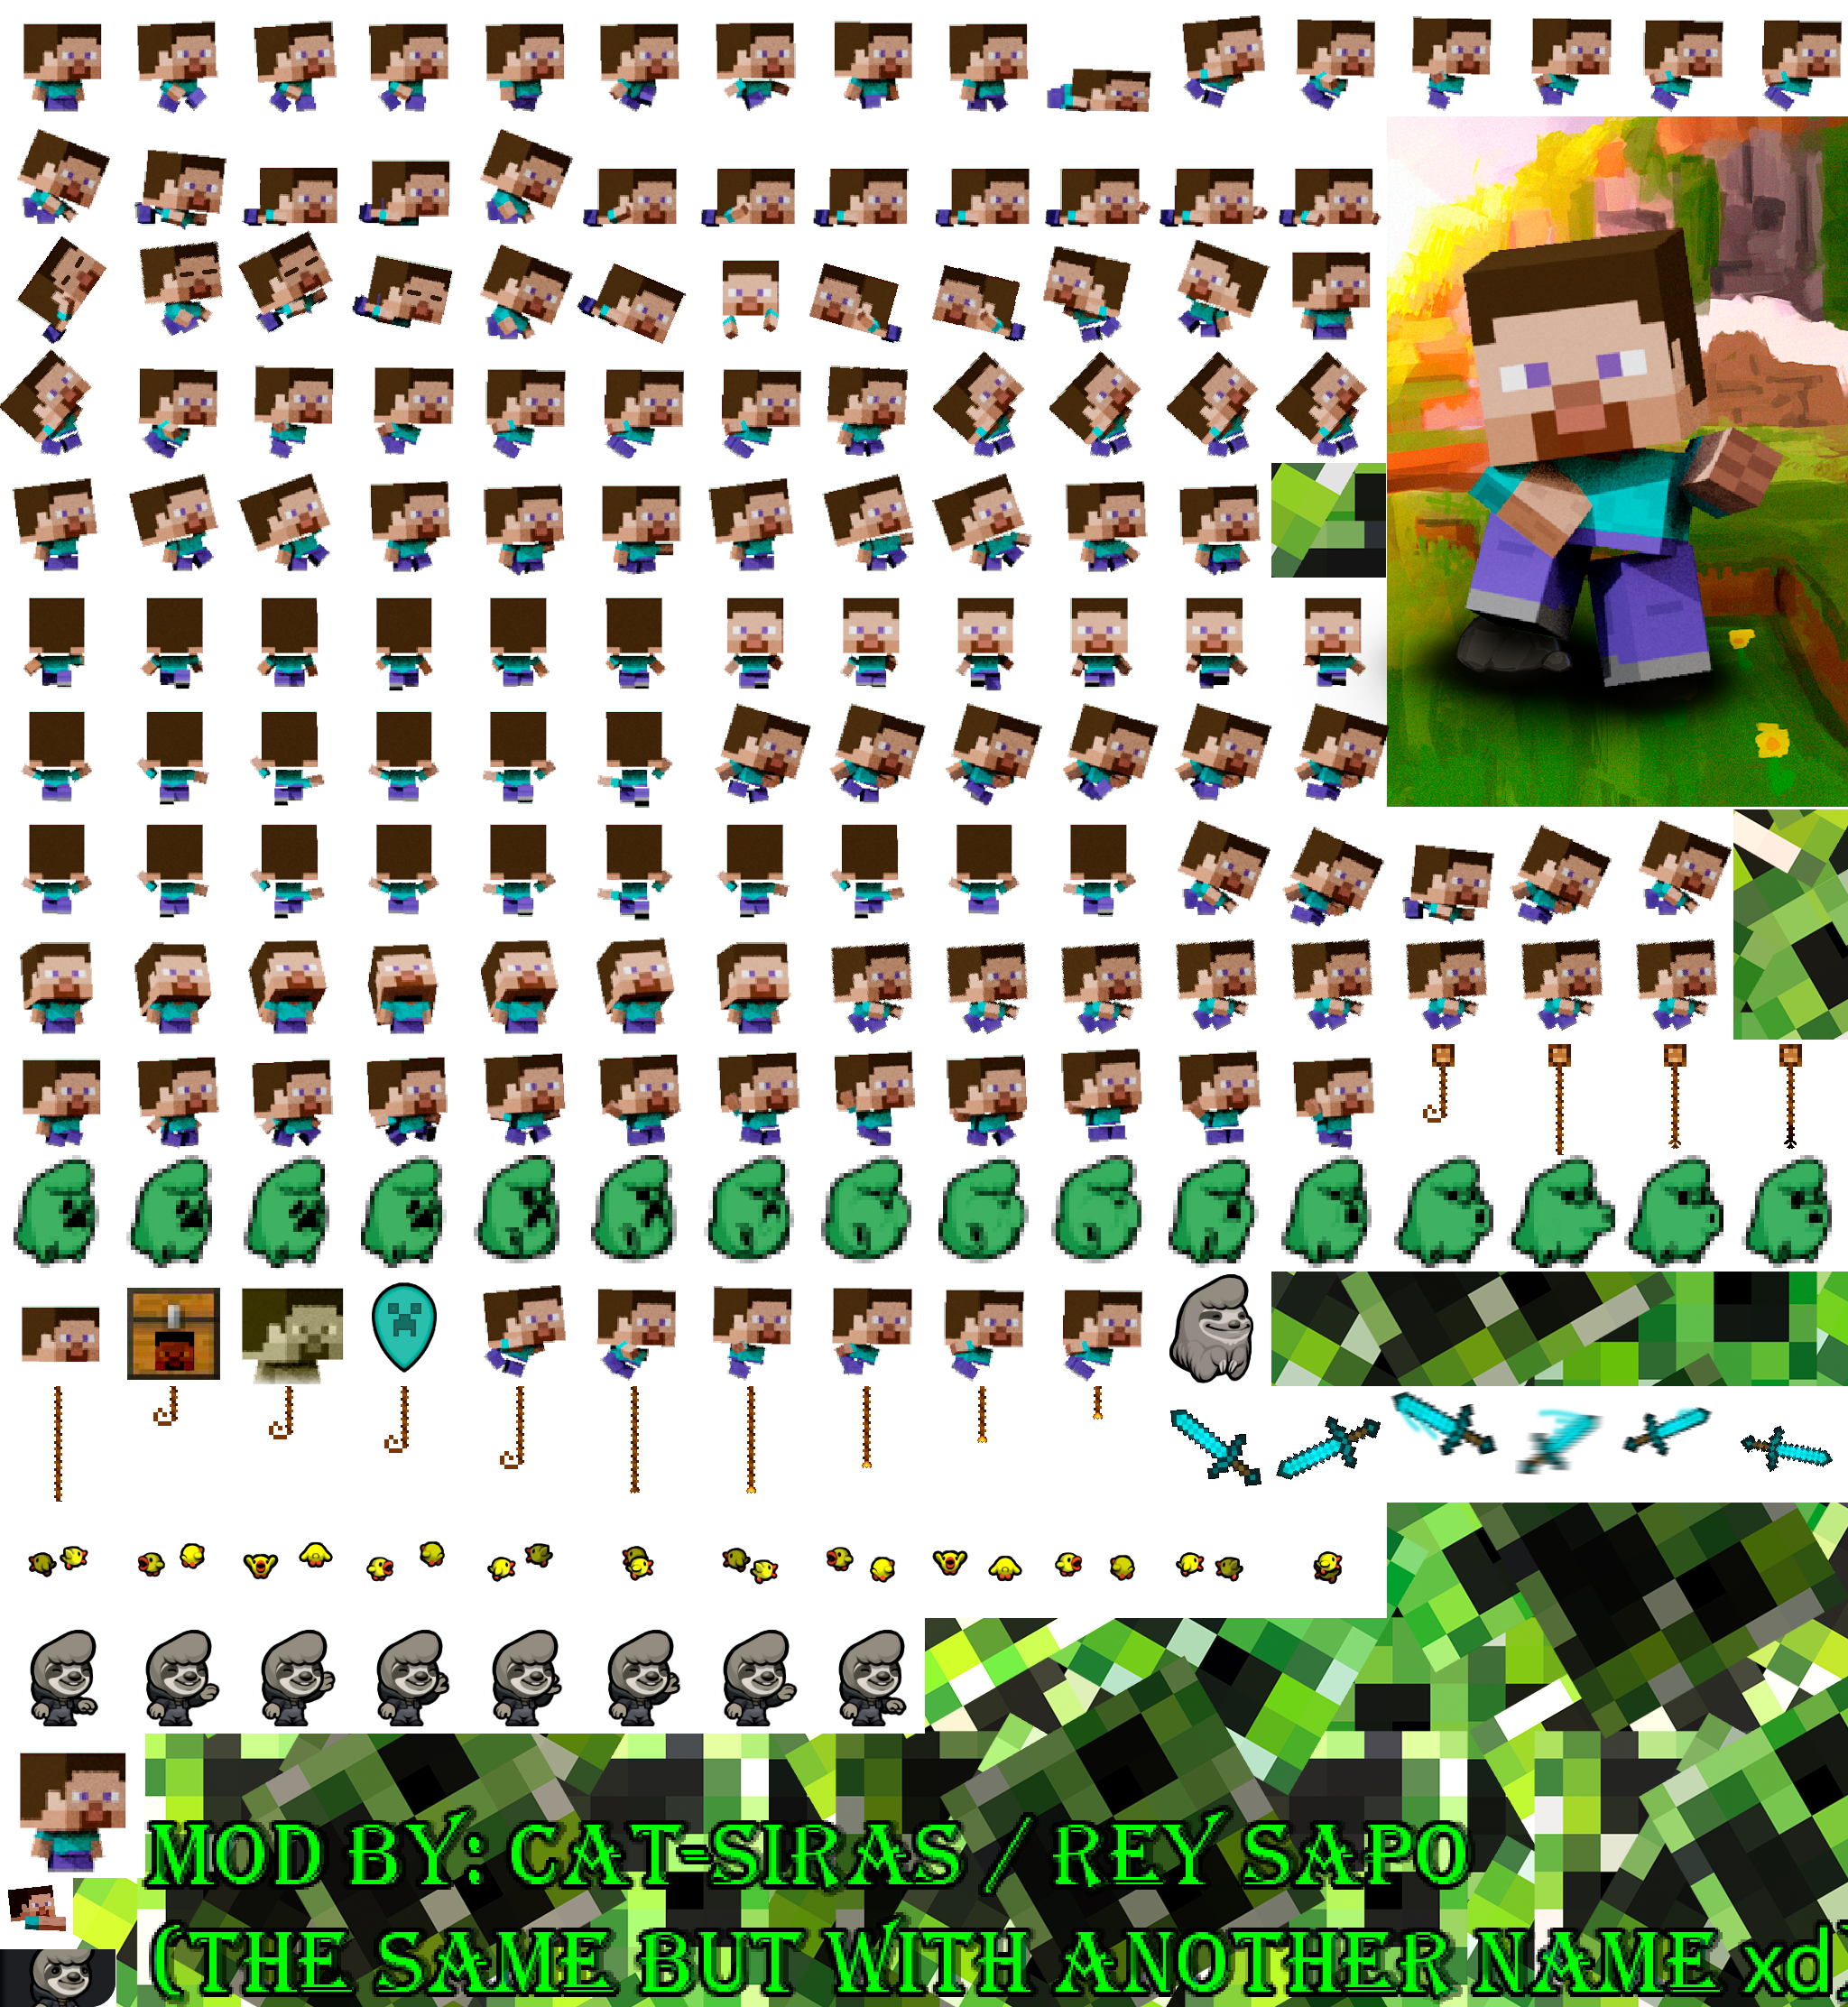 MOD BY: CAT-SIRAS / REY SAPO
(THE SAME BUT WITH ANOTHER NAME xd